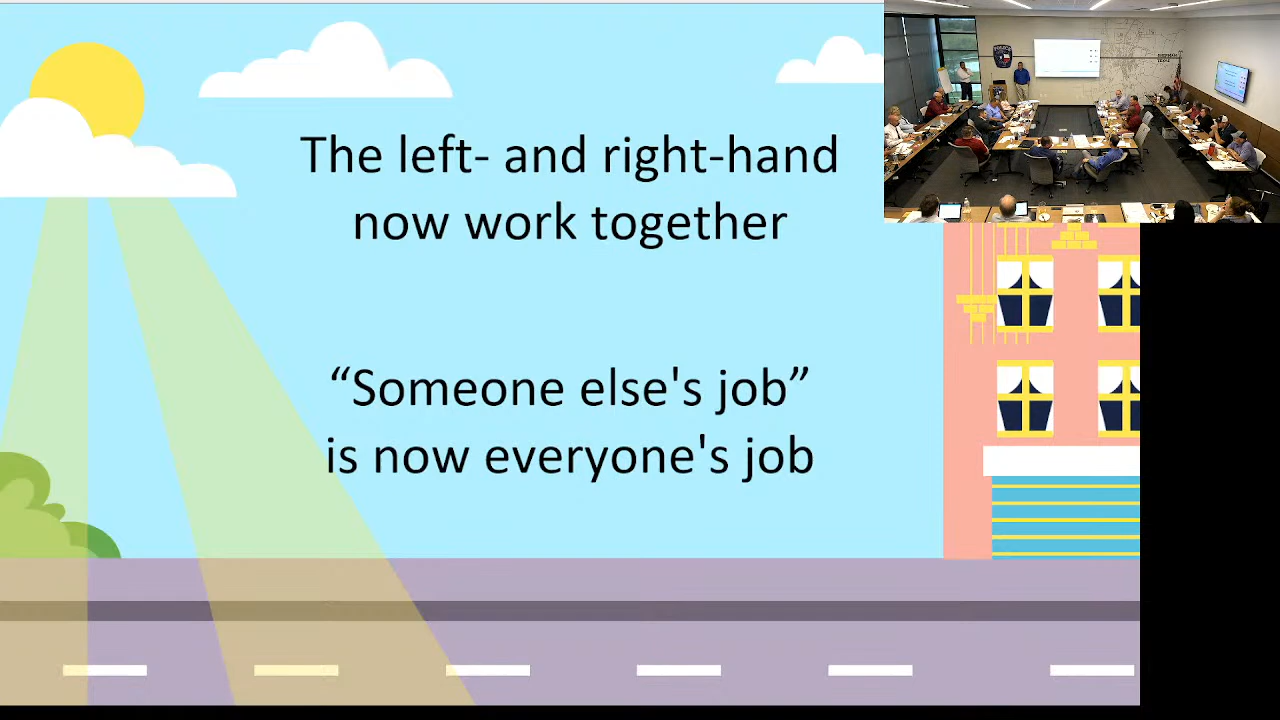 The left- and right-hand
now work together
“Someone else's job”
is now everyone's job